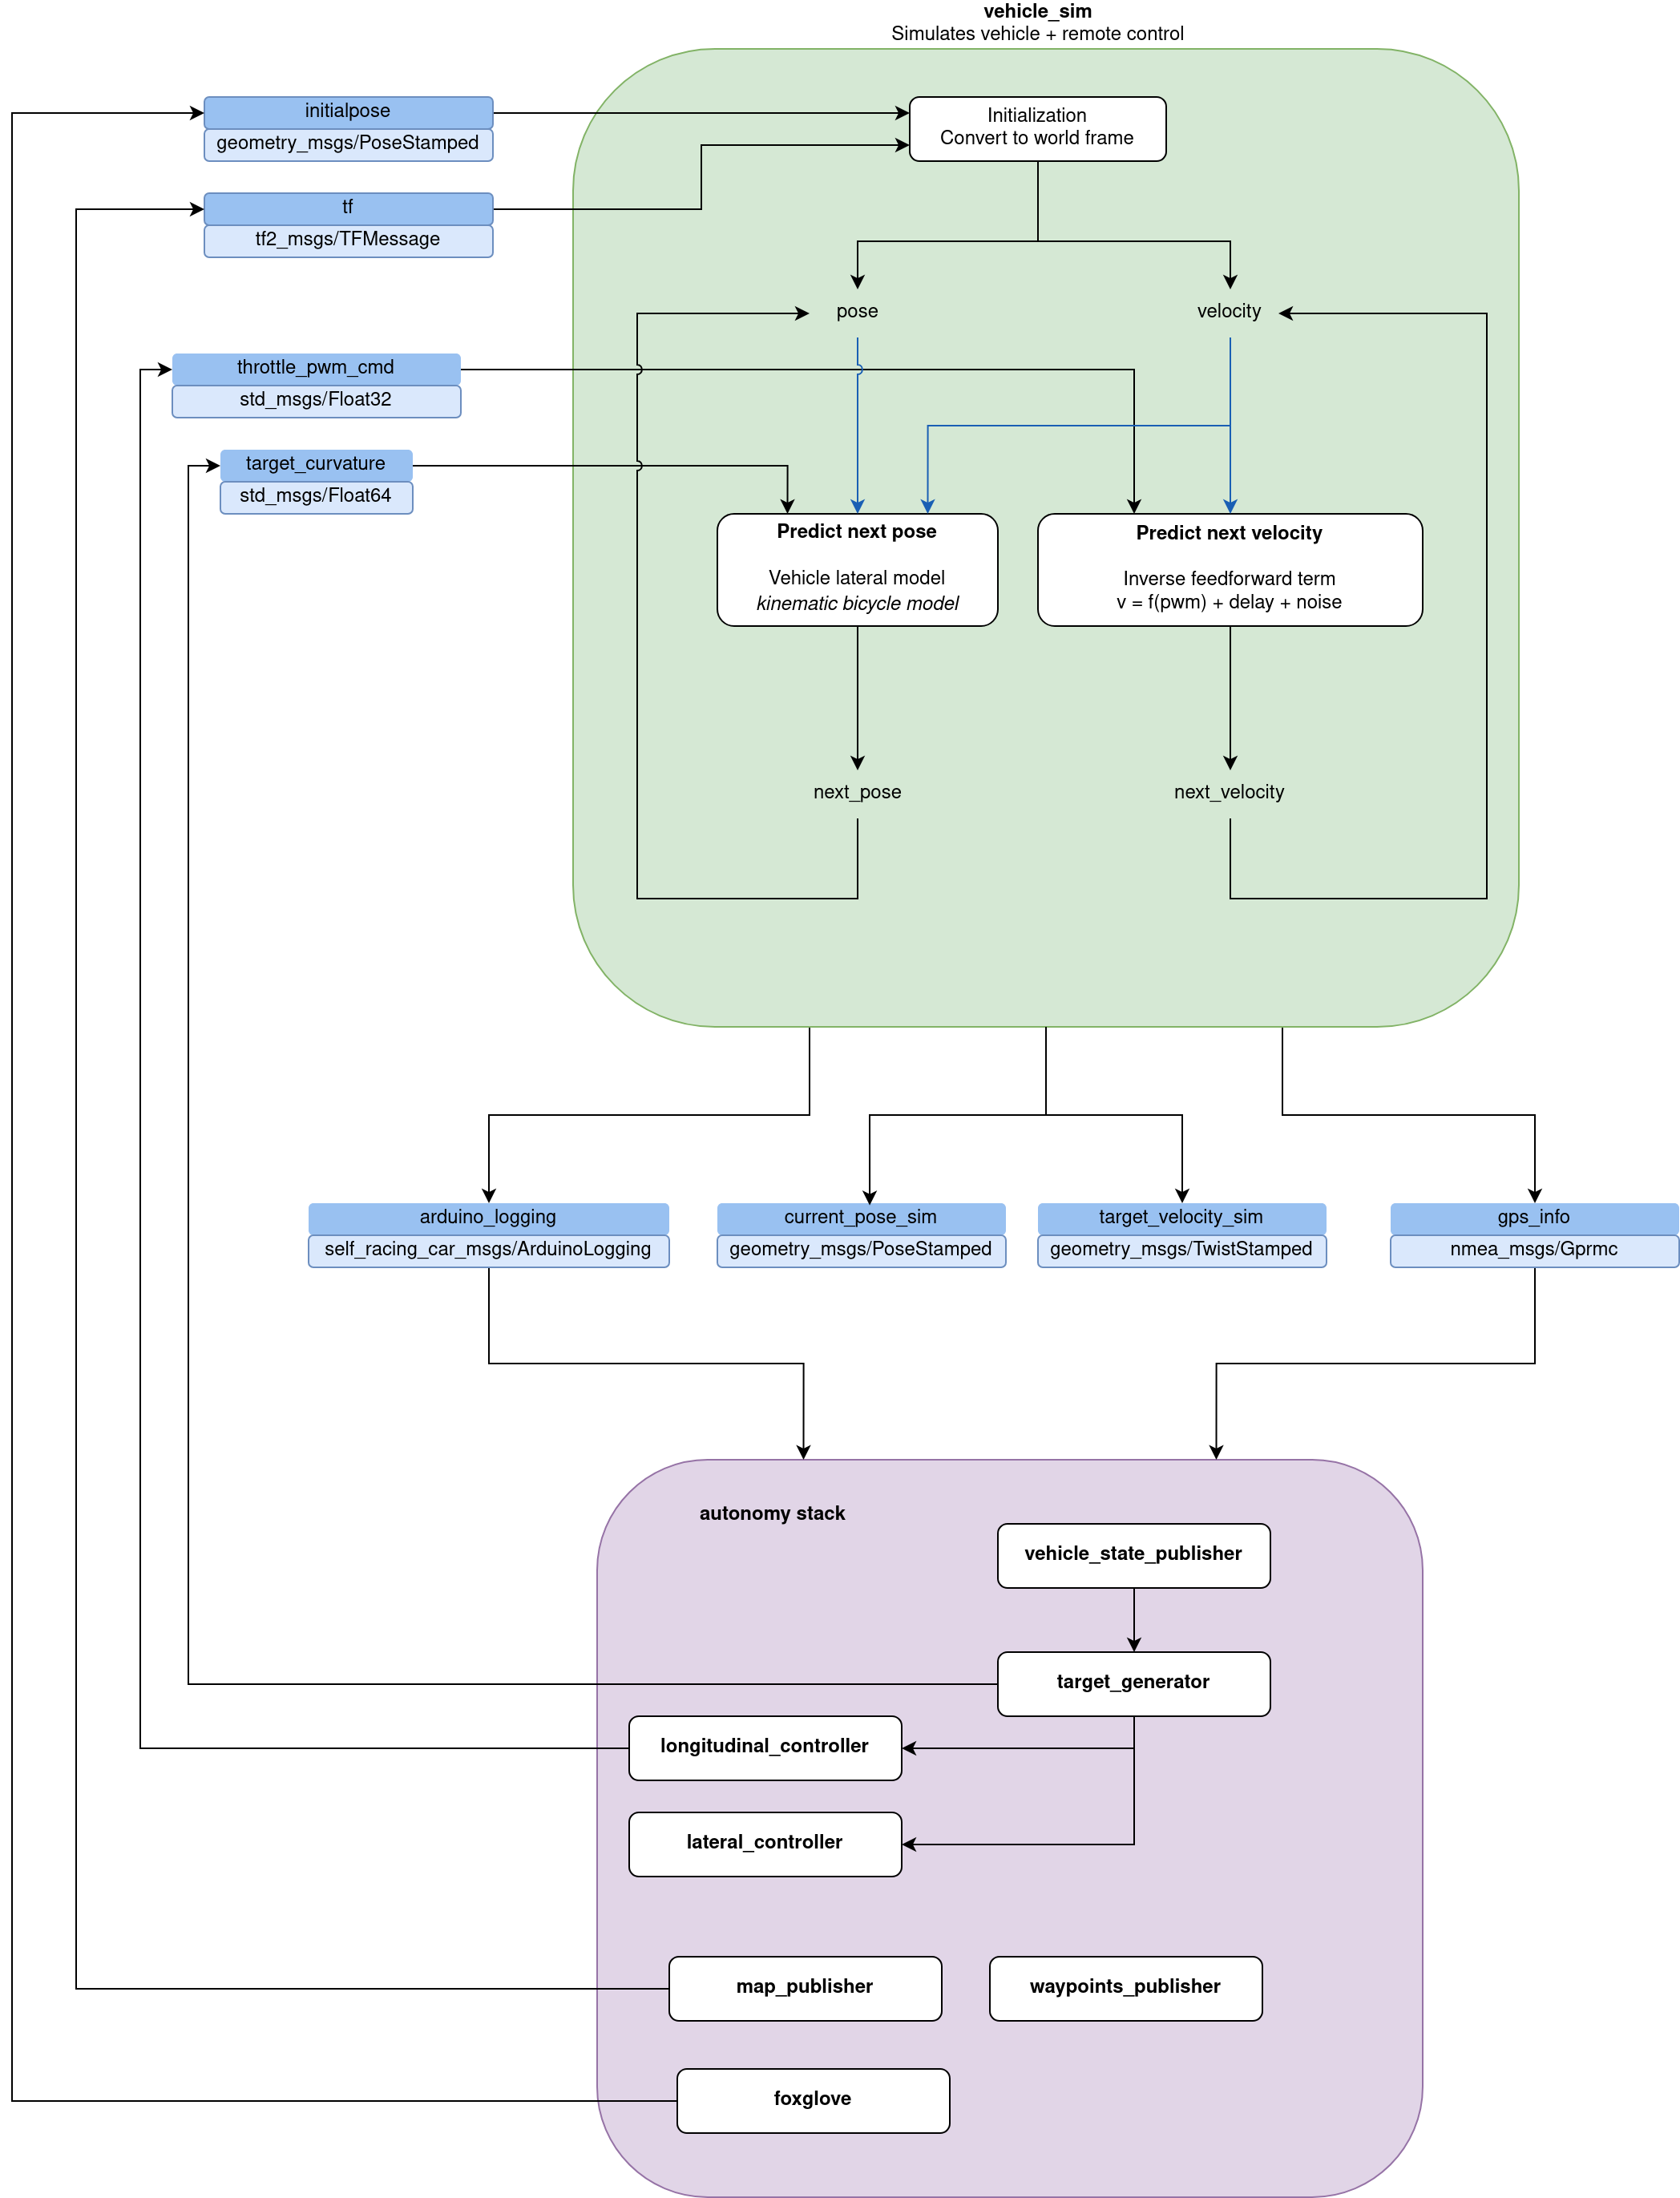 vehicle_sim
Simulates vehicle + remote control
initialpose
geometry_msgs/PoseStamped
Initialization
Convert to world frame
tf
tf2_msgs/TFMessage
pose
velocity
throttle_pwm_cmd
std_msgs/Float32
target_curvature
std_msgs/Float64
Predict next pose
Vehicle lateral model
kinematic bicycle model
Predict next velocity
Inverse feedforward term
v = f(pwm) + delay + noise
next_pose
next_velocity
arduino_logging
self_racing_car_msgs/ArduinoLogging
current_pose_sim
geometry_msgs/PoseStamped
target_velocity_sim
geometry_msgs/TwistStamped
gps_info
nmea_msgs/Gprmc
autonomy stack
vehicle_state_publisher
target_generator
longitudinal_controller
lateral_controller
map_publisher
waypoints_publisher
foxglove